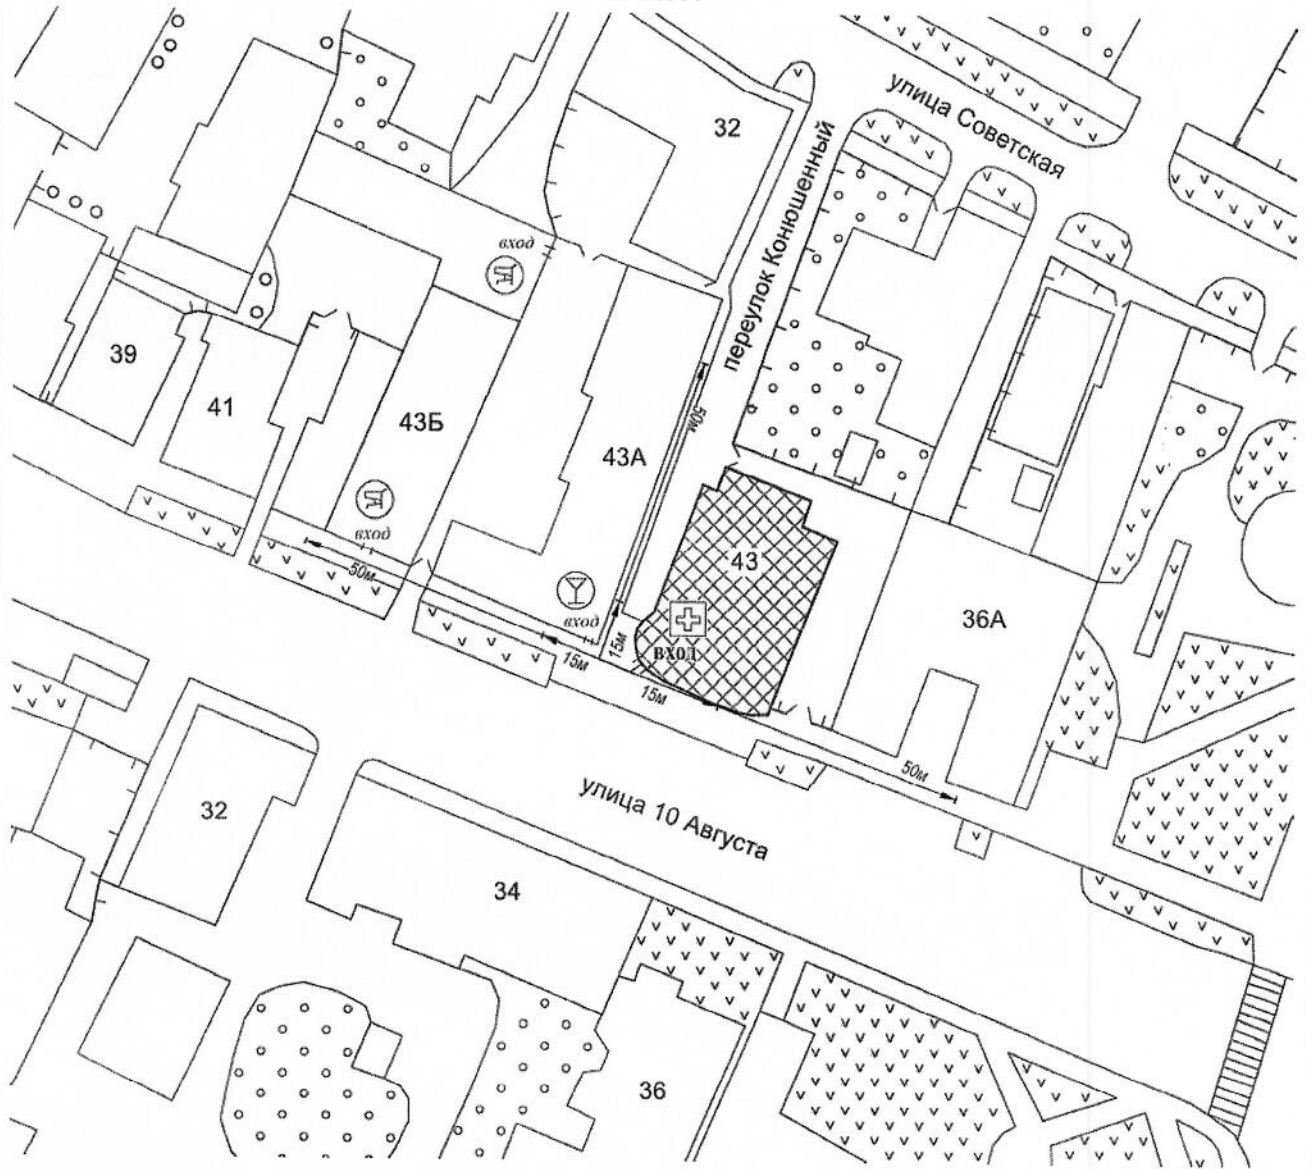 улица Советская
32
переулок Конюшенный
вход
39
41
43Б
43А
50м
вход
50м
43
36А
вход
15м
15м
вход
15м
50м
улица 10 Августа
32
34
36